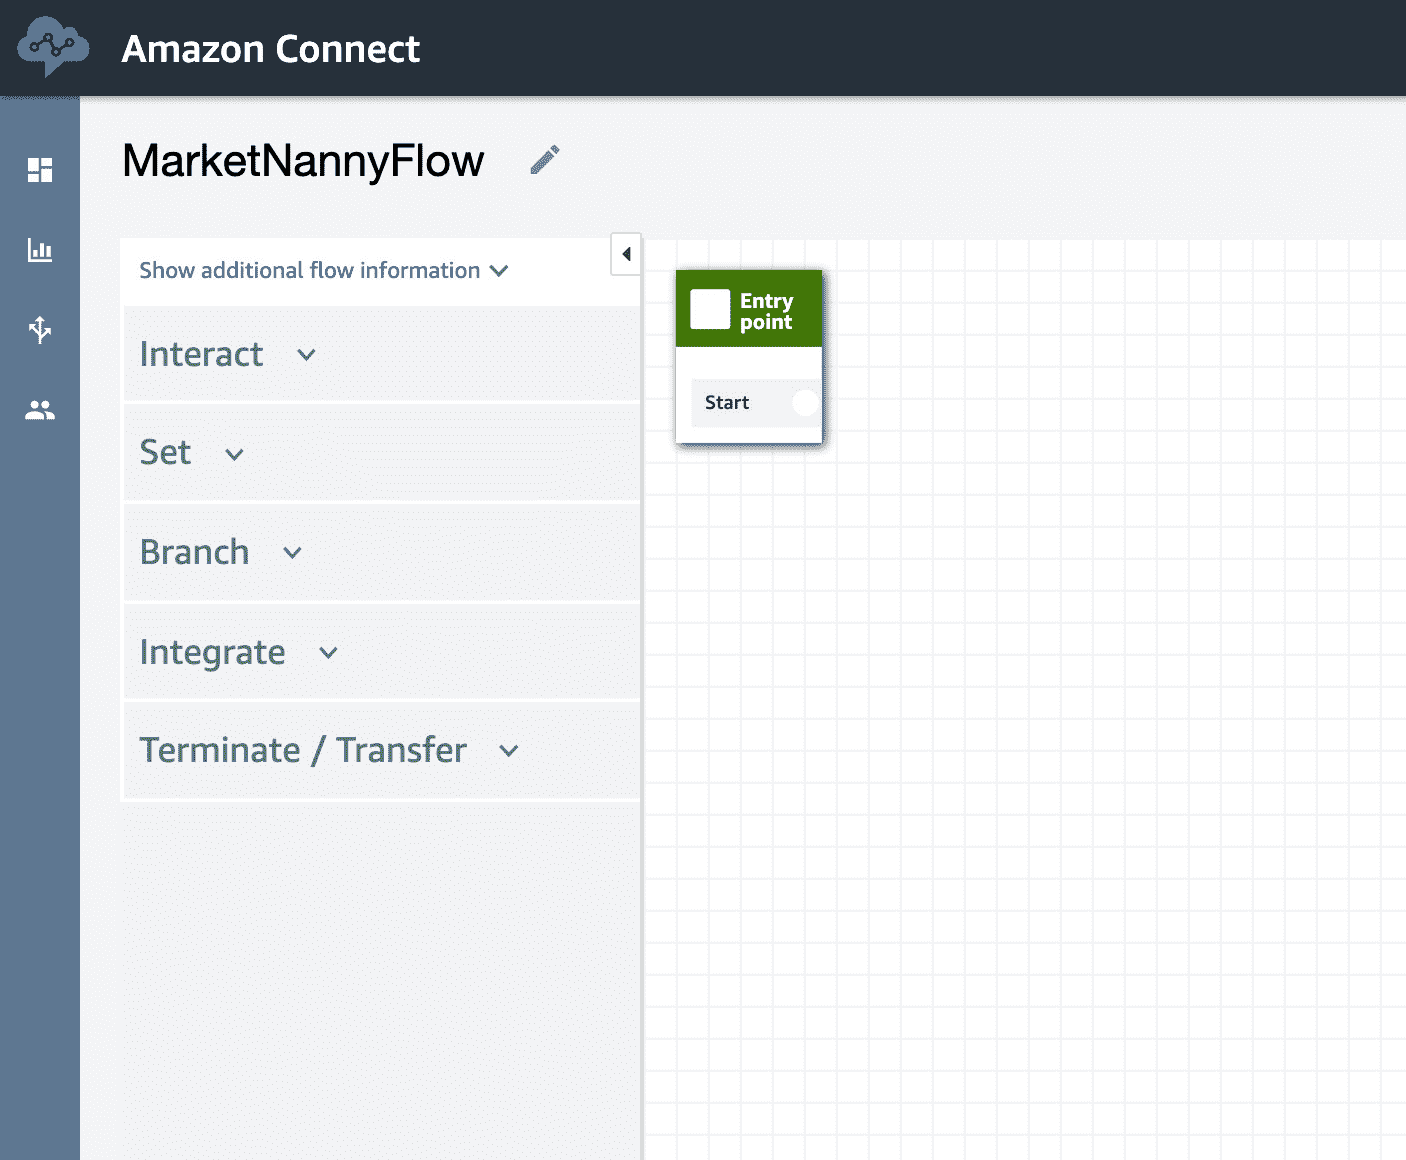 Amazon Connect
MarketNannyFlow
Show additional flow information
Interact
Set
Branch
Integrate
Terminate / Transfer
Entry
point
Start